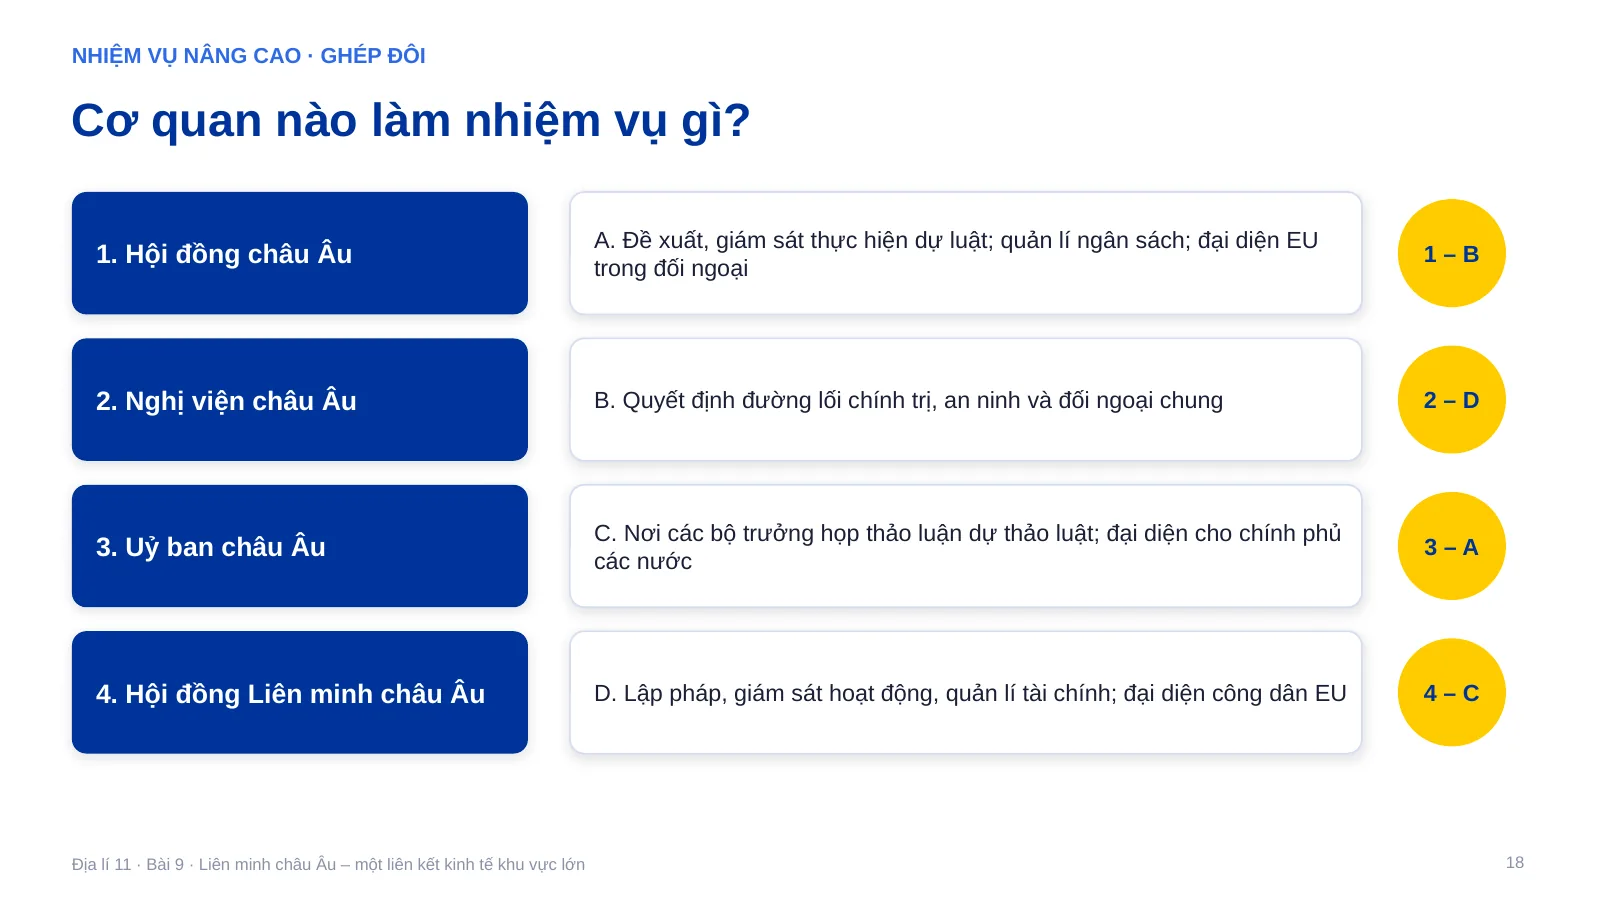 NHIỆM VỤ NÂNG CAO · GHÉP ĐÔI
Cơ quan nào làm nhiệm vụ gì?
1. Hội đồng châu Âu
A. Đề xuất, giám sát thực hiện dự luật; quản lí ngân sách; đại diện EU
trong đối ngoại
1 – B
2. Nghị viện châu Âu
B. Quyết định đường lối chính trị, an ninh và đối ngoại chung
2 – D
3. Uỷ ban châu Âu
C. Nơi các bộ trưởng họp thảo luận dự thảo luật; đại diện cho chính phủ
các nước
3 – A
4. Hội đồng Liên minh châu Âu
D. Lập pháp, giám sát hoạt động, quản lí tài chính; đại diện công dân EU
4 – C
Địa lí 11 · Bài 9 · Liên minh châu Âu – một liên kết kinh tế khu vực lớn
18